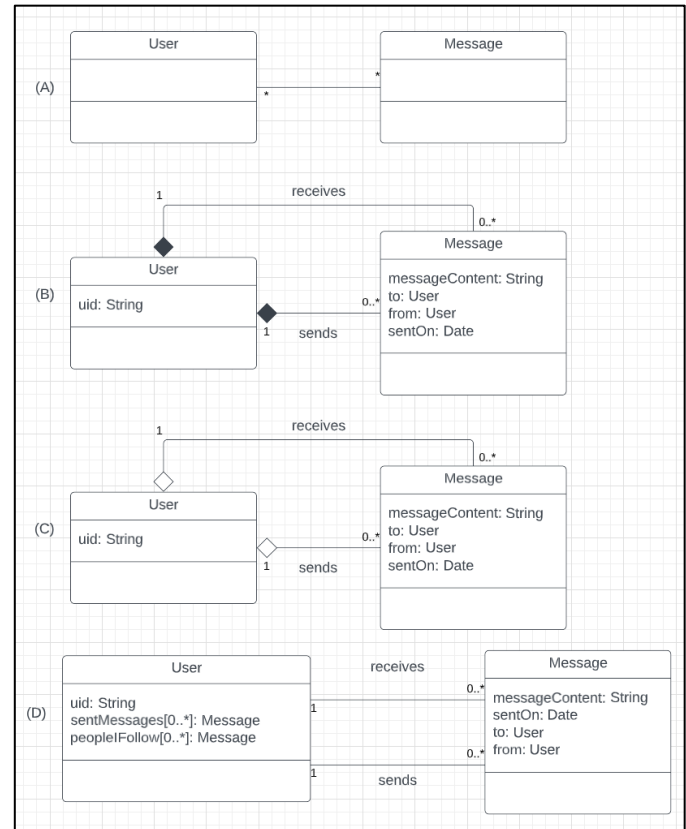 User
Message
(A)
*
*
receives
1
0..*
User
Message
(B)
uid: String
messageContent: String
to: User
from: User
sentOn: Date
0..*
1
sends
receives
1
0..*
User
Message
(C)
uid: String
messageContent: String
to: User
from: User
sentOn: Date
0..*
1
sends
User
receives
Message
(D)
uid: String
sentMessages[0..*]: Message
peopleIFollow[0..*]: Message
0..*
1
messageContent: String
sentOn: Date
to: User
from: User
0..*
1
sends